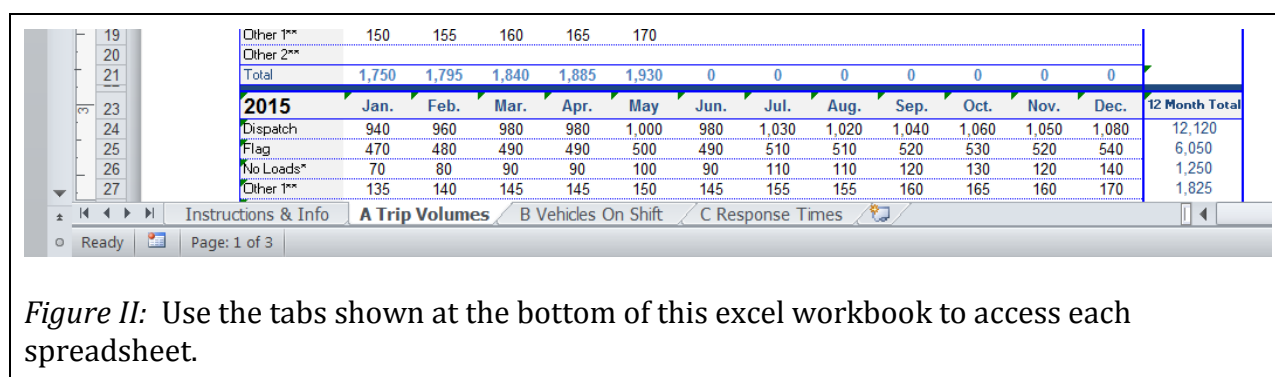 19 Other 1** 150 155 160 165 170
20 Other 2**
21 Total 1,750 1,795 1,840 1,885 1,930 0 0 0 0 0 0 0
3 23 2015 Jan. Feb. Mar. Apr. May Jun. Jul. Aug. Sep. Oct. Nov. Dec. 12 Month Total
24 Dispatch 940 960 980 980 1,000 980 1,030 1,020 1,040 1,060 1,050 1,080 12,120
25 Flag 470 480 490 490 500 490 510 510 520 530 520 540 6,050
26 No Loads* 70 80 90 90 100 90 110 110 120 130 120 140 1,250
27 Other 1** 135 140 145 145 150 145 155 155 160 165 160 170 1,825
Instructions & Info A Trip Volumes B Vehicles On Shift C Response Times
Ready Page: 1 of 3
Figure II: Use the tabs shown at the bottom of this excel workbook to access each
spreadsheet.